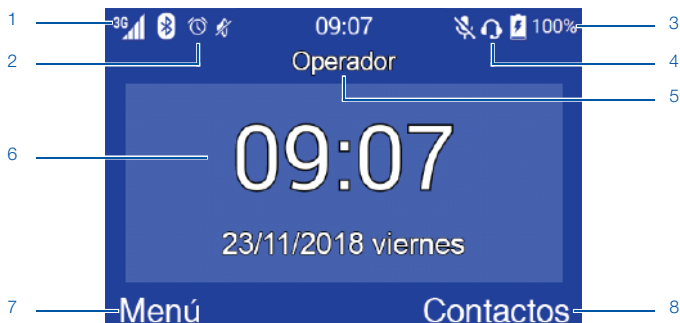 1 3G 09:07 100% 3
2 Operador 4
5
6 09:07
23/11/2018 viernes
7 Menú Contactos 8